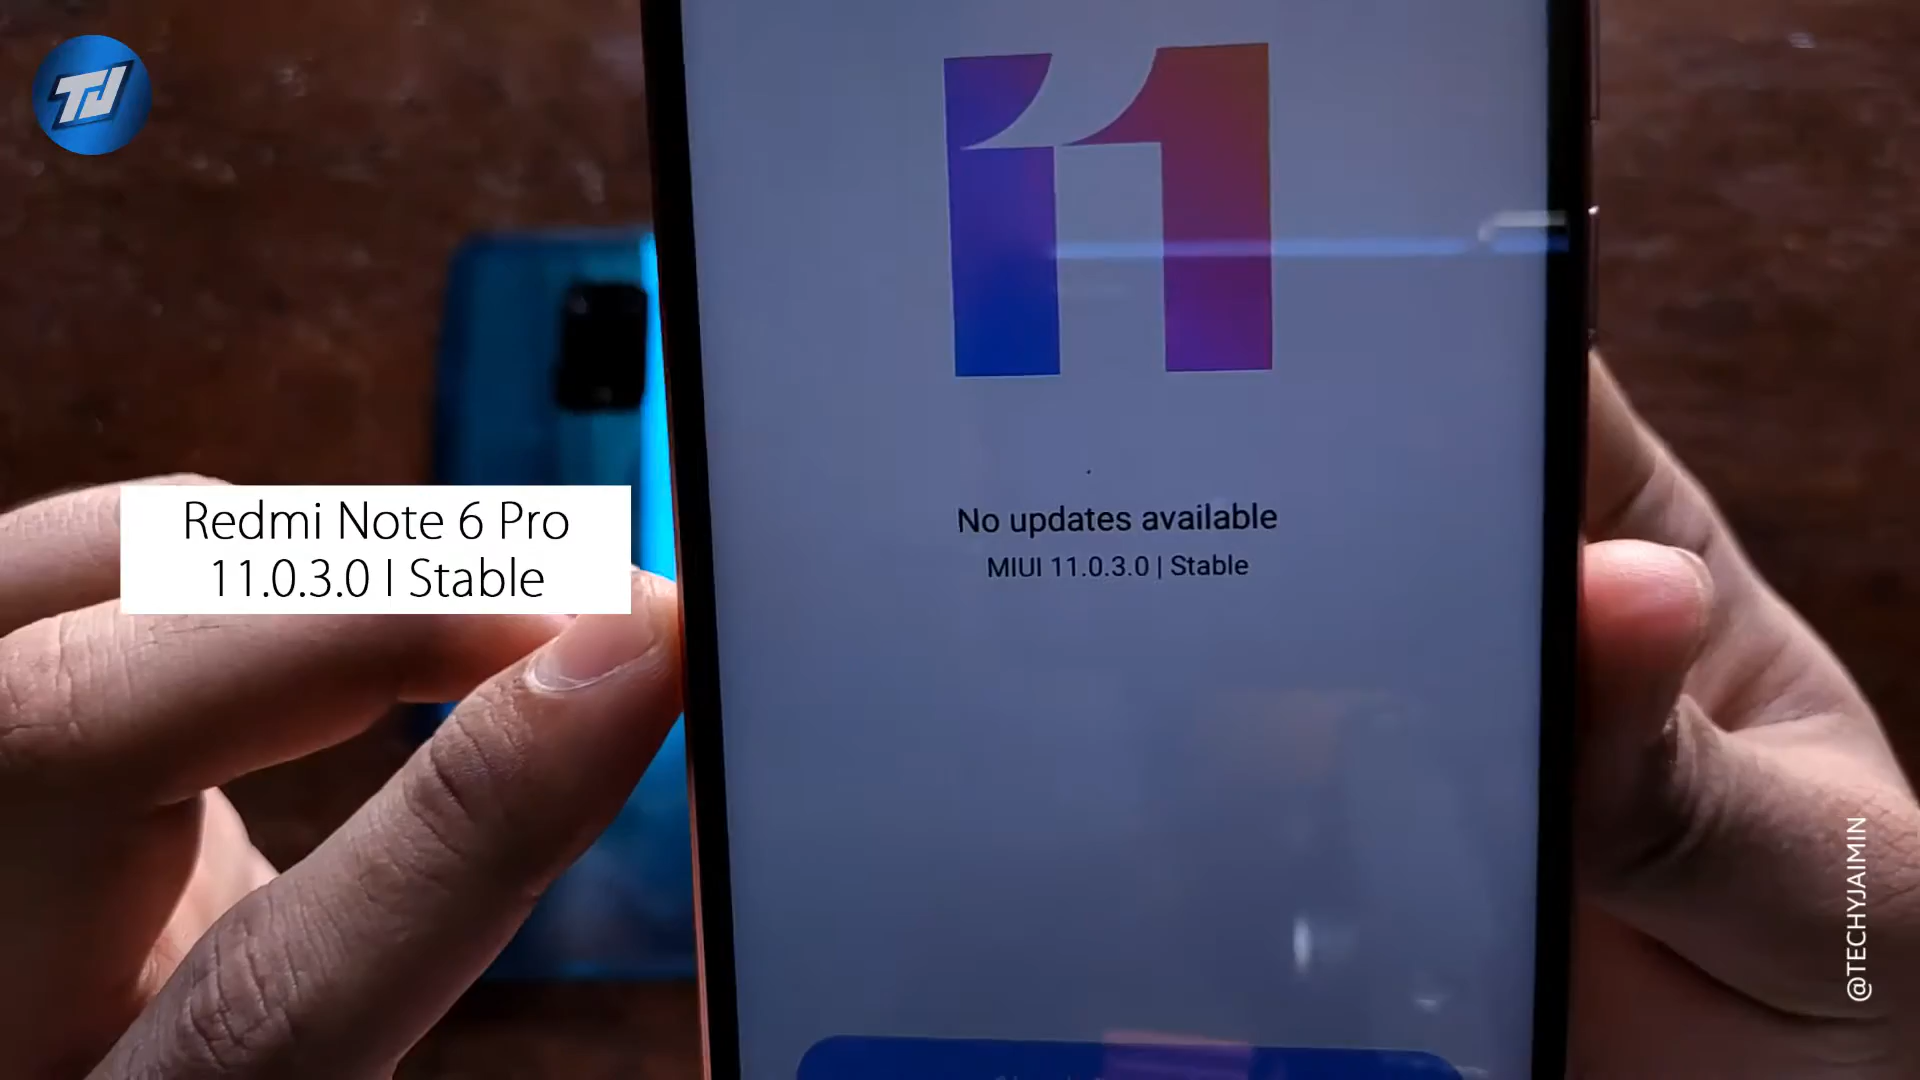 TJ
11
No updates available
MIUI 11.0.3.0 | Stable
Redmi Note 6 Pro
11.0.3.0 | Stable
@TECHYJAIMIN